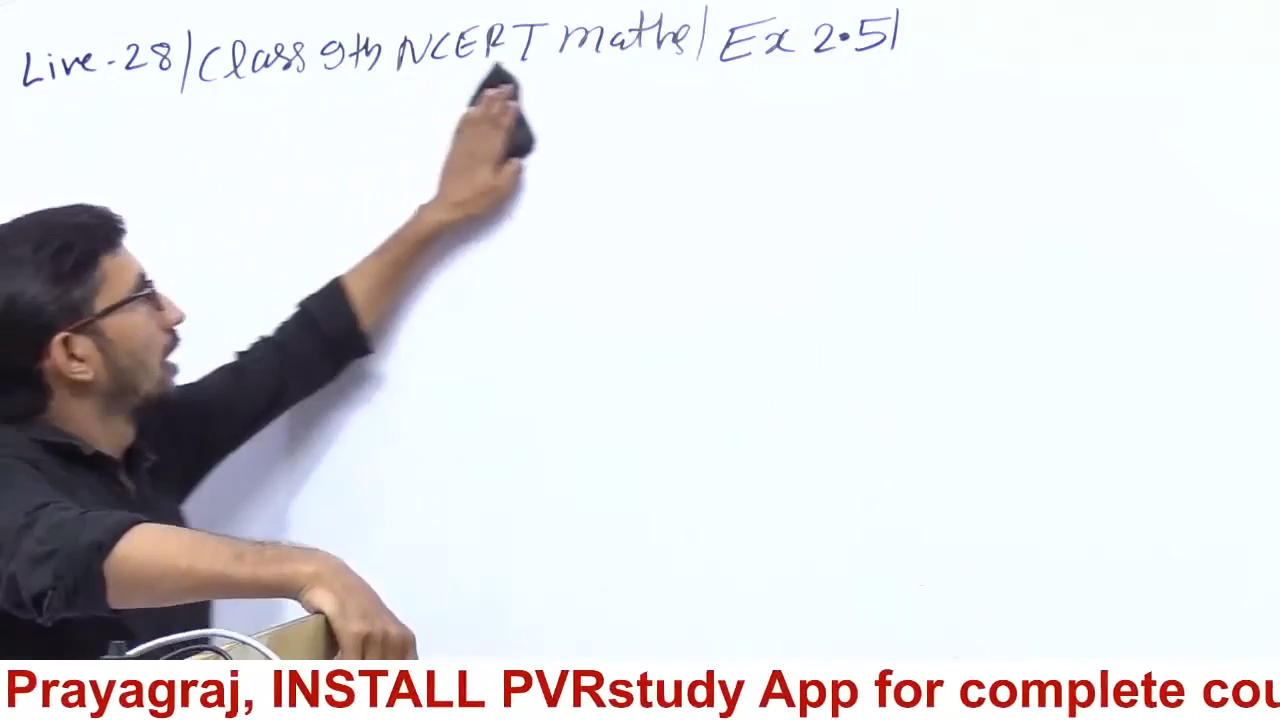 Live-28/Class 9th NCERT maths/Ex 2.5/
Prayagraj, INSTALL PVRstudy App for complete cou